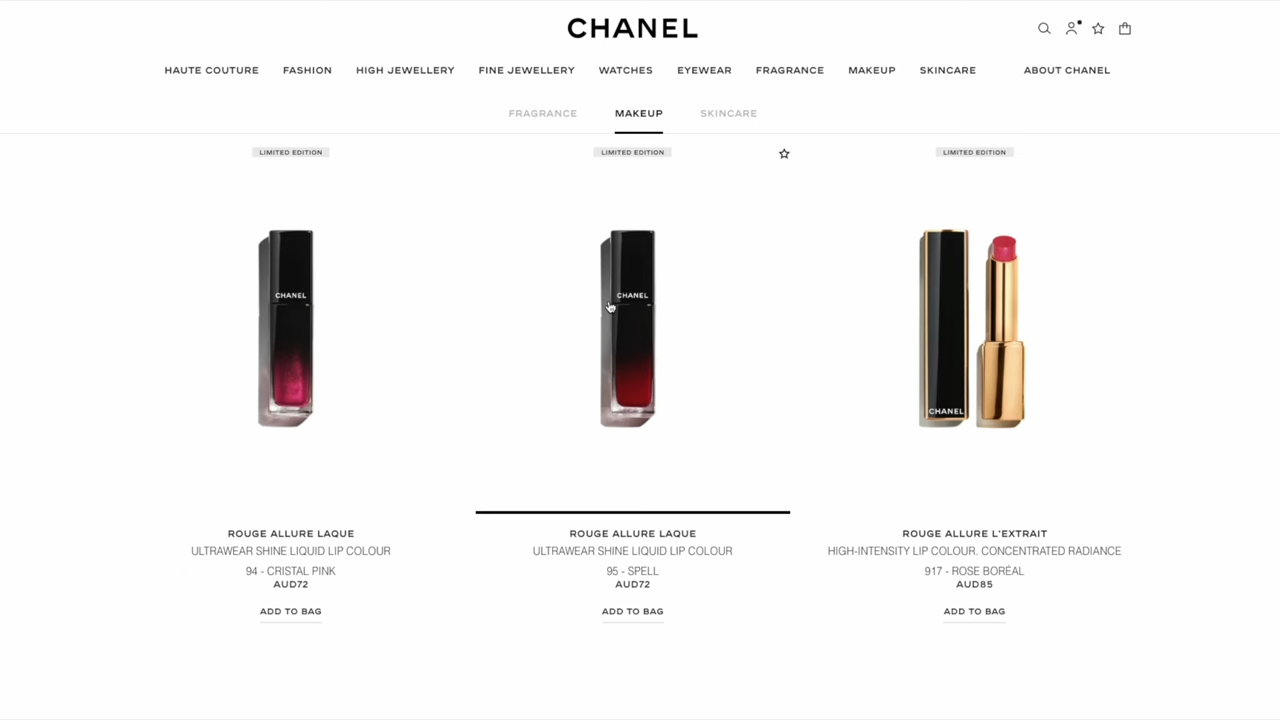 CHANEL
HAUTE COUTURE FASHION HIGH JEWELLERY FINE JEWELLERY WATCHES EYEWEAR FRAGRANCE MAKEUP SKINCARE ABOUT CHANEL
FRAGRANCE MAKEUP SKINCARE
LIMITED EDITION LIMITED EDITION LIMITED EDITION
CHANEL CHANEL
CHANEL
ROUGE ALLURE LAQUE ROUGE ALLURE LAQUE ROUGE ALLURE L'EXTRAIT
ULTRAWEAR SHINE LIQUID LIP COLOUR ULTRAWEAR SHINE LIQUID LIP COLOUR HIGH-INTENSITY LIP COLOUR. CONCENTRATED RADIANCE
94 - CRISTAL PINK 95 - SPELL 917 - ROSE BORÉAL
AUD72 AUD72 AUD85
ADD TO BAG ADD TO BAG ADD TO BAG